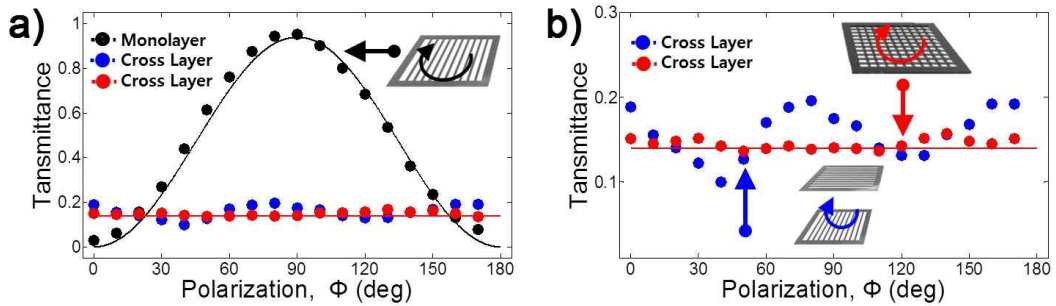 a)
Monolayer
Cross Layer
Cross Layer
1
0.8
0.6
0.4
0.2
0
Tansmittance
0 30 60 90 120 150 180
Polarization, Φ (deg)
b)
Cross Layer
Cross Layer
0.3
0.2
0.1
Tansmittance
0 30 60 90 120 150 180
Polarization, Φ (deg)